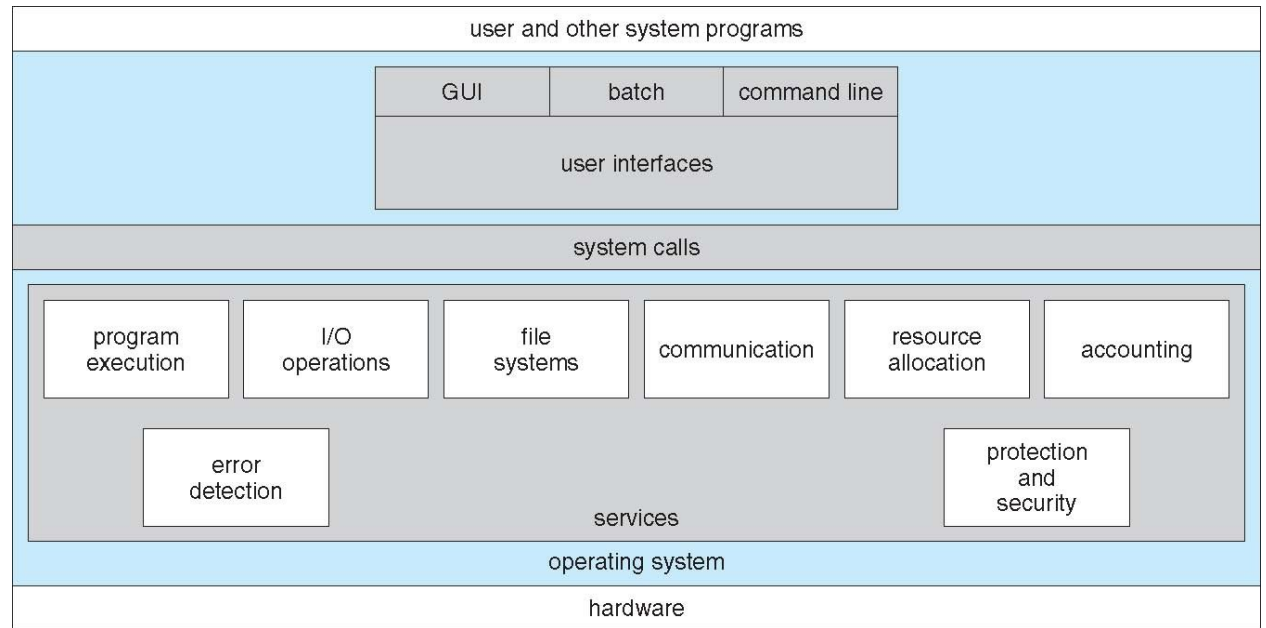 user and other system programs
GUI
batch
command line
user interfaces
system calls
program
execution
I/O
operations
file
systems
communication
resource
allocation
accounting
error
detection
protection
and
security
services
operating system
hardware